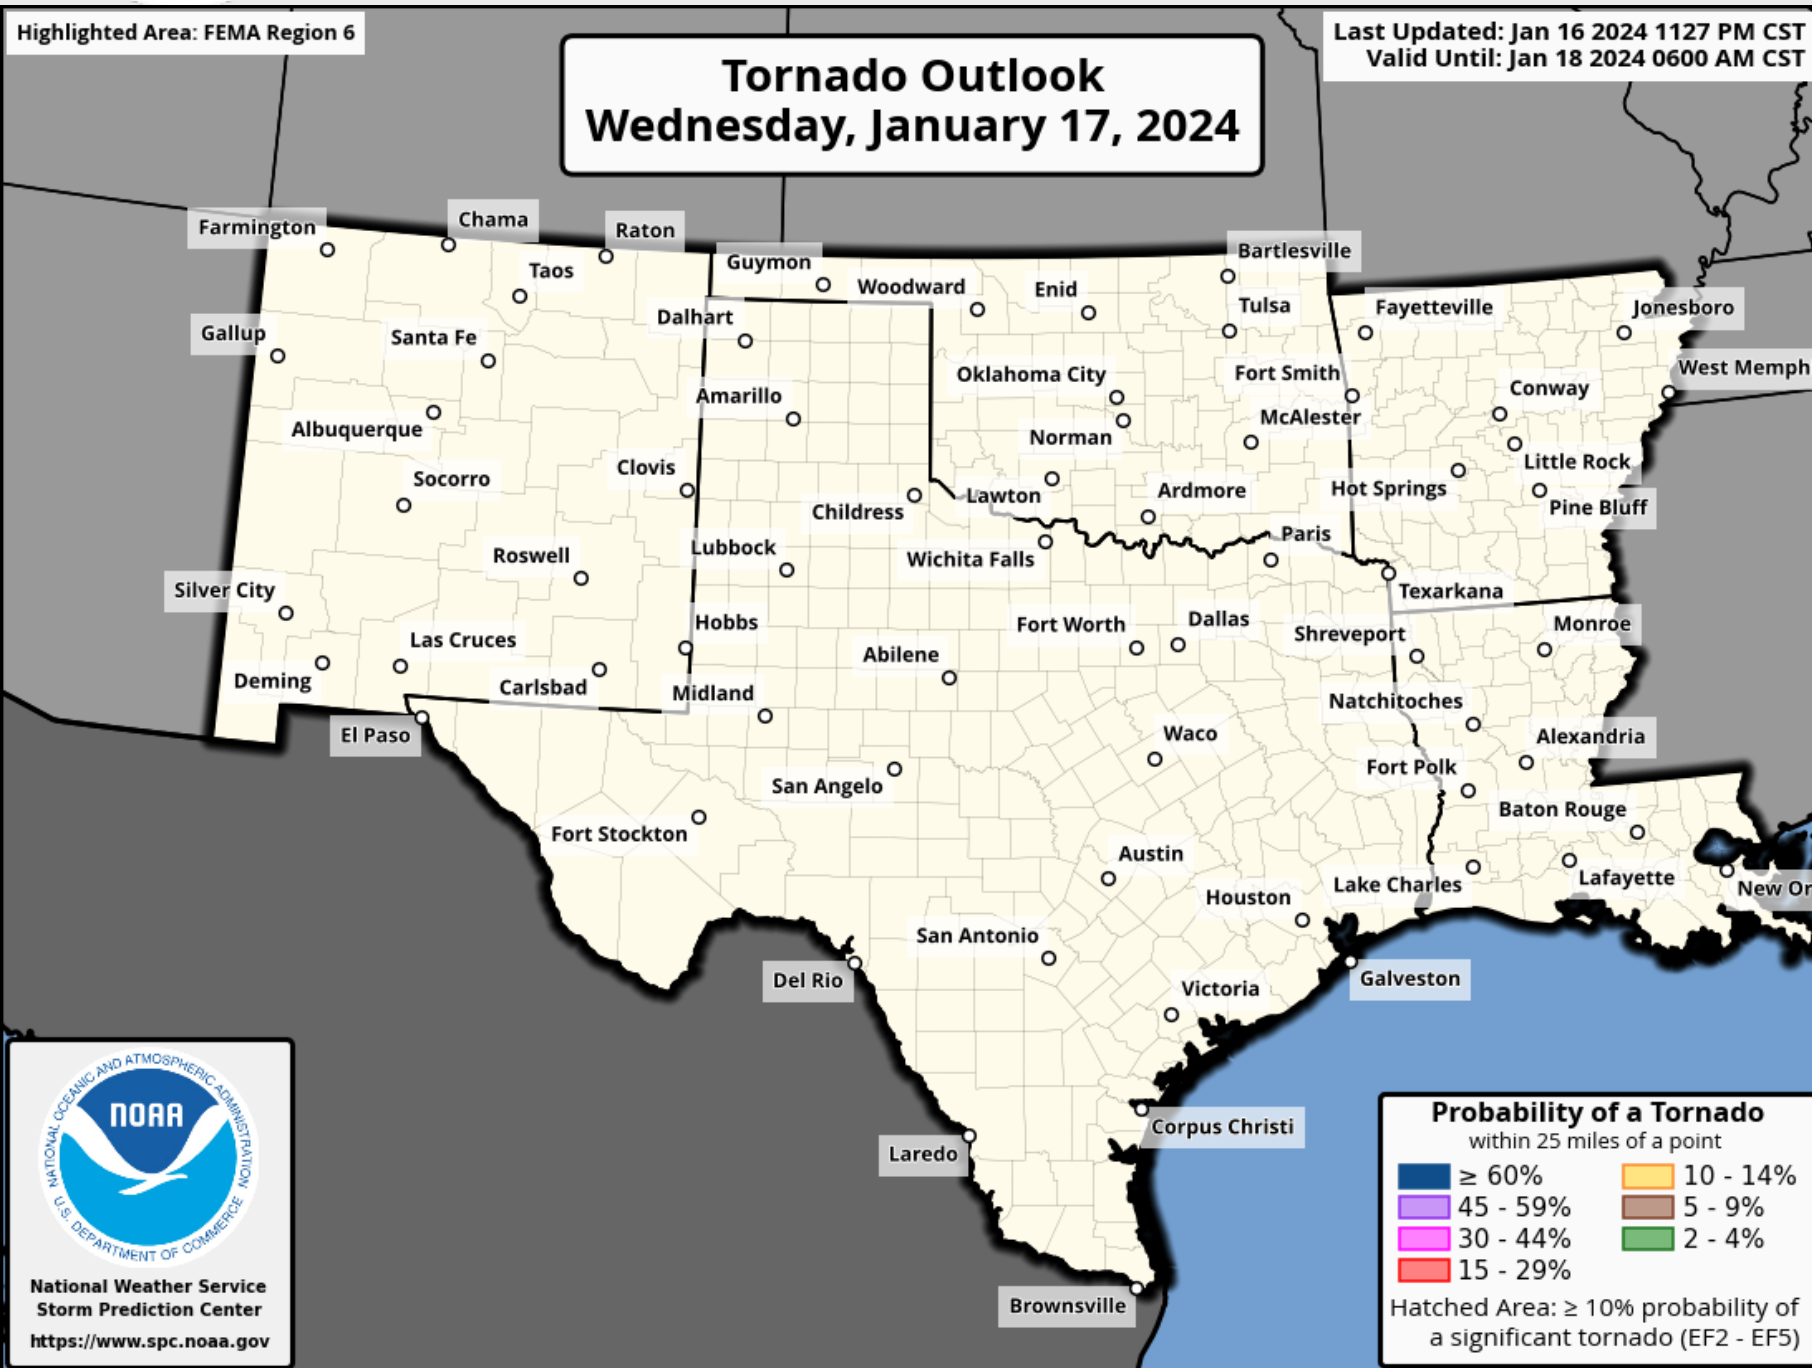 Highlighted Area: FEMA Region 6
Last Updated: Jan 16 2024 1127 PM CST
Valid Until: Jan 18 2024 0600 AM CST
Tornado Outlook
Wednesday, January 17, 2024
Farmington
Chama
Raton
Taos
Guymon
Woodward
Enid
Bartlesville
Tulsa
Fayetteville
Jonesboro
Gallup
Santa Fe
Dalhart
Oklahoma City
Fort Smith
West Memph
Albuquerque
Amarillo
Norman
McAlester
Conway
Socorro
Clovis
Childress
Lawton
Ardmore
Hot Springs
Little Rock
Pine Bluff
Roswell
Lubbock
Wichita Falls
Paris
Silver City
Texarkana
Las Cruces
Hobbs
Fort Worth
Dallas
Shreveport
Monroe
Deming
Carlsbad
Midland
Abilene
Natchitoches
El Paso
Waco
Alexandria
San Angelo
Fort Polk
Fort Stockton
Baton Rouge
Austin
Lake Charles
Lafayette
New Or
Houston
San Antonio
Del Rio
Victoria
Galveston
Corpus Christi
Laredo
Brownsville
NATIONAL OCEANIC AND ATMOSPHERIC ADMINISTRATION
NOAA
U.S. DEPARTMENT OF COMMERCE
National Weather Service
Storm Prediction Center
https://www.spc.noaa.gov
Probability of a Tornado
within 25 miles of a point
≥ 60%
10 - 14%
45 - 59%
5 - 9%
30 - 44%
2 - 4%
15 - 29%
Hatched Area: ≥ 10% probability of
a significant tornado (EF2 - EF5)